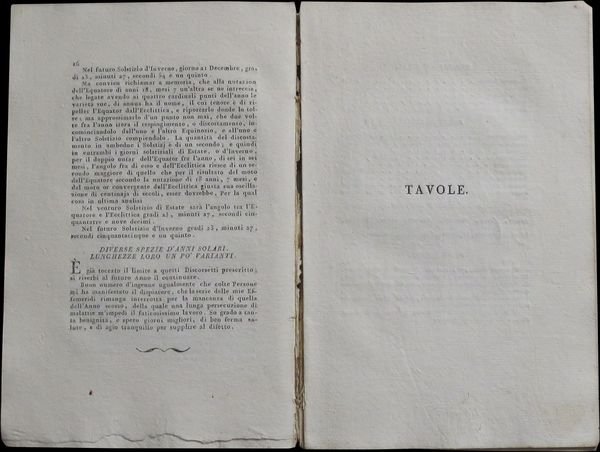 26
Nel futuro Solstizio d'Inverno, giorno 21 Decembre, gra-
di 23, minuti 27, secondi 54 e un quinto.
Ma convien richiamar a memoria, che alla nutazion
dell'Equatore di anni 18, mesi 7 un'altra se ne intreccia,
che legate avendo ai quattro cardinali punti dell'anno le
varietà sue, di annua ha il nome, il cui tenore è di ri-
peller l'Equator dall'Ecclittica, e riportarlo donde lo tol-
se; ma approssimarlo d'un punto non mai, che due vol-
te fra l'anno itera il respingimento, e discostamento, in-
cominciandolo dall'uno e l'altro Equinozio, e all'uno e
l'altro Solstizio compiendolo. La quantità del discosta-
mento in ambedue i Solstizj è di un secondo; e quindi
in entrambi i giorni solstiziali di Estate, o d'Inverno,
per il doppio ostar dell'Equator fra l'anno, di sei in sei
mesi, l'angolo fra di esso e dell'Ecclittica riesce di un se-
condo maggiore di quello che per il risultato del moto
dell'Equatore secondo la nutazione di 18 anni, 7 mesi, e
del moto or convergente dell'Ecclittica giusta sua oscilla-
zione di centinaja di secoli, esser dovrebbe. Per la qual
cosa in ultima analisi
Nel venturo Solstizio di Estate sarà l'angolo tra l'E-
quatore e l'Ecclittica gradi 23, minuti 27, secondi cin-
quantatre e nove decimi.
Nel futuro Solstizio d'Inverno gradi 23, minuti 27,
secondi cinquantacinque e un quinto.
DIVERSE SPEZIE D'ANNI SOLARI.
LUNGHEZZE LORO UN PO' VARIANTI.
È già toccato il limite a questi Discorsetti prescritto;
si riserbi al futuro Anno il continuare.
Buon numero d'ingenue ugualmente che colte Persone
mi ha manifestato il dispiacere, che la serie delle mie Ef-
femeridi rimanga interrotta per la mancanza di quella
dell'Anno scorso, della quale una lunga persecuzione di
malattie m'impedì il faticosissimo lavoro. So grado a tan-
ta benignità, e spero giorni migliori, di ben ferma sa-
lute, e di agio tranquillo per supplire al difetto.
TAVOLE.